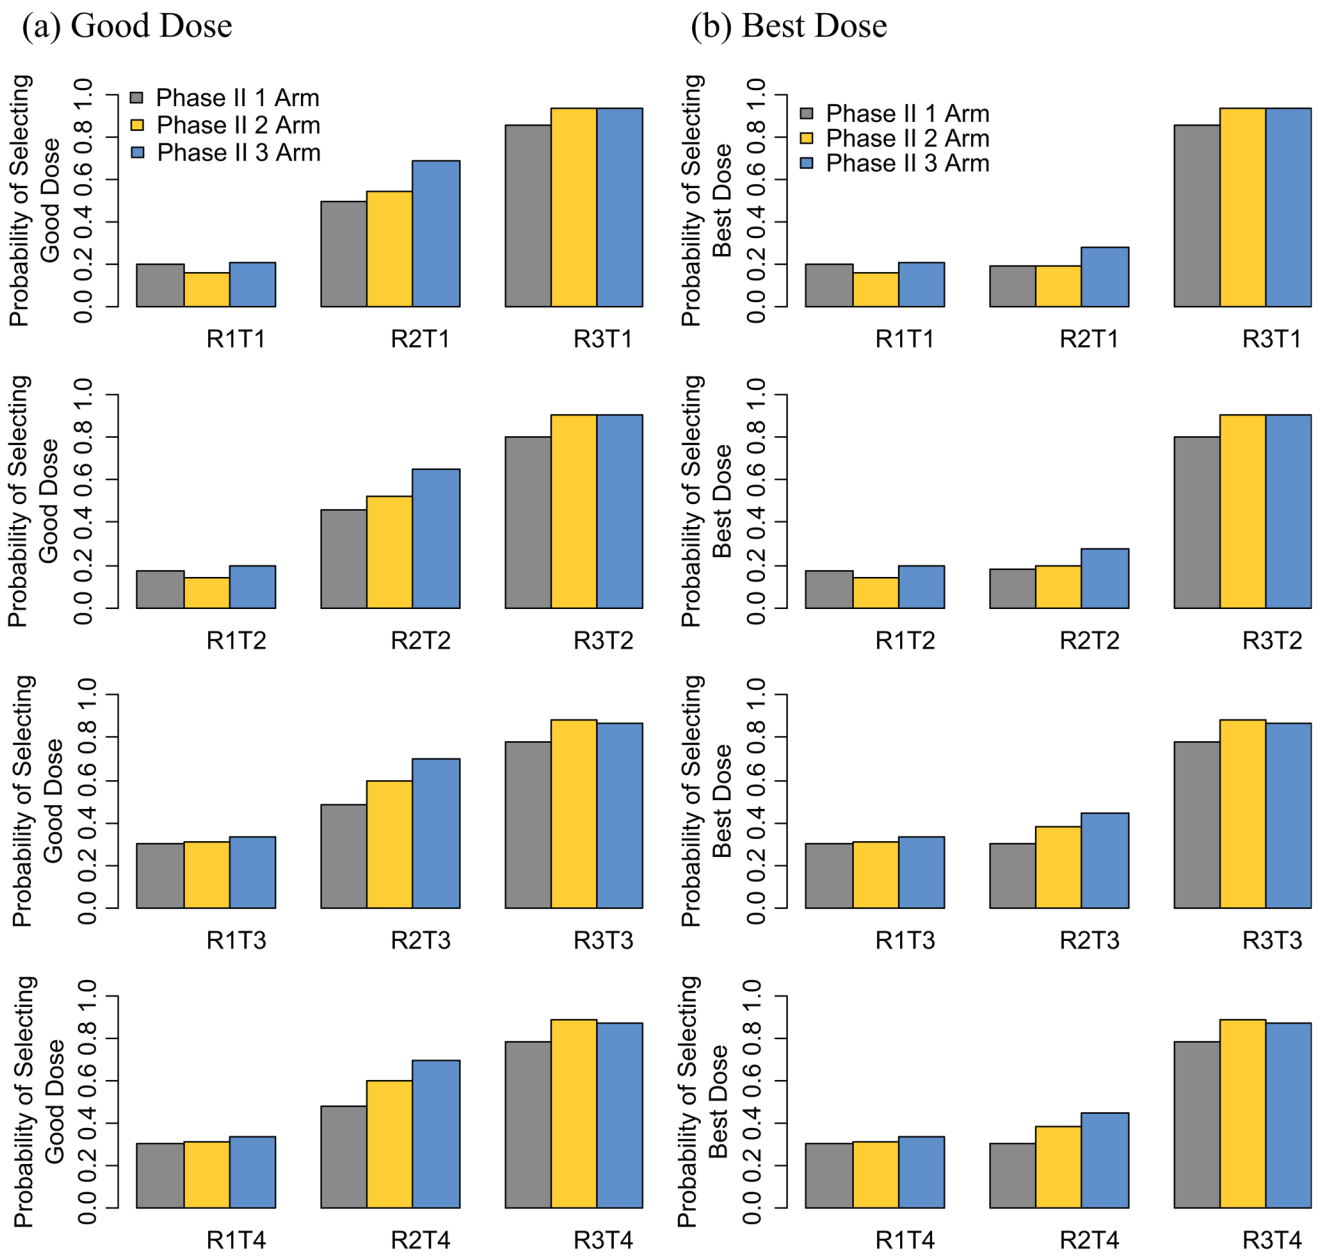 (a) Good Dose
(b) Best Dose
Probability of Selecting
Good Dose
0.0 0.2 0.4 0.6 0.8 1.0
Phase II 1 Arm
Phase II 2 Arm
Phase II 3 Arm
R1T1 R2T1 R3T1
Probability of Selecting
Best Dose
0.0 0.2 0.4 0.6 0.8 1.0
Phase II 1 Arm
Phase II 2 Arm
Phase II 3 Arm
R1T1 R2T1 R3T1
Probability of Selecting
Good Dose
0.0 0.2 0.4 0.6 0.8 1.0
R1T2 R2T2 R3T2
Probability of Selecting
Best Dose
0.0 0.2 0.4 0.6 0.8 1.0
R1T2 R2T2 R3T2
Probability of Selecting
Good Dose
0.0 0.2 0.4 0.6 0.8 1.0
R1T3 R2T3 R3T3
Probability of Selecting
Best Dose
0.0 0.2 0.4 0.6 0.8 1.0
R1T3 R2T3 R3T3
Probability of Selecting
Good Dose
0.0 0.2 0.4 0.6 0.8 1.0
R1T4 R2T4 R3T4
Probability of Selecting
Best Dose
0.0 0.2 0.4 0.6 0.8 1.0
R1T4 R2T4 R3T4